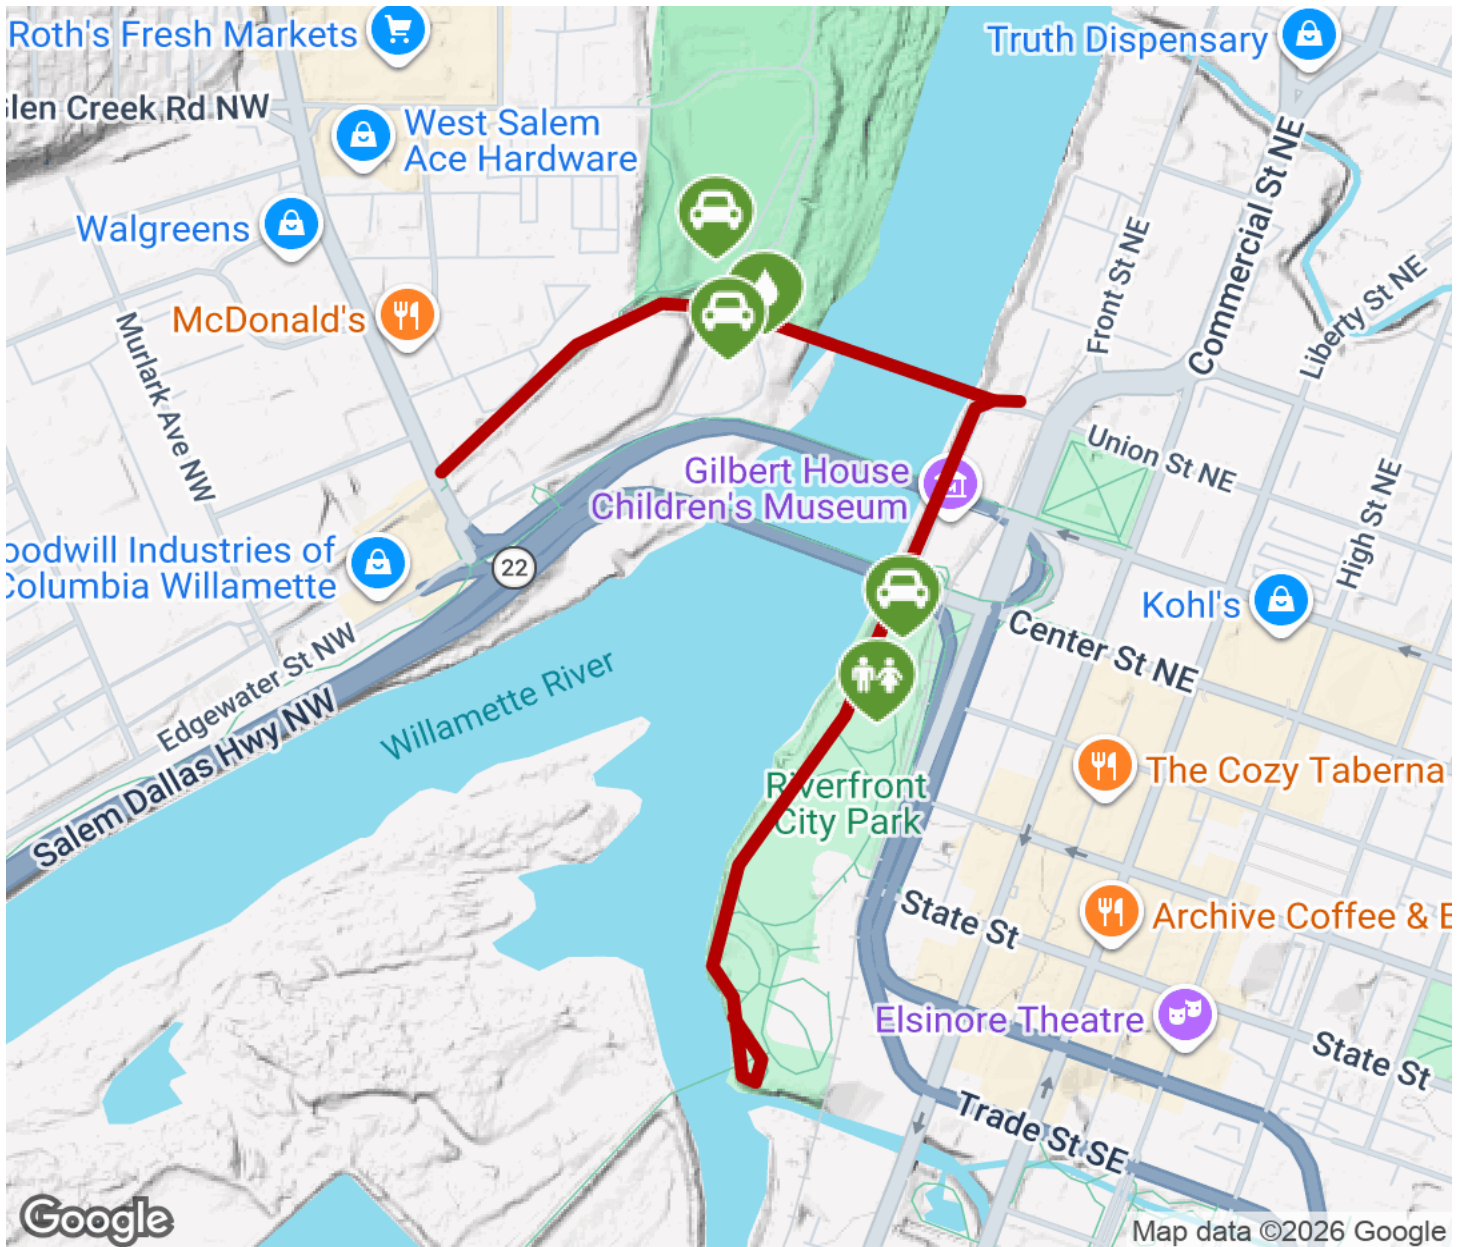 Roth's Fresh Markets
Truth Dispensary
Glen Creek Rd NW
West Salem
Ace Hardware
Walgreens
McDonald's
Murlark Ave NW
Front St NE
Commercial St NE
Liberty St NE
Union St NE
High St NE
Gilbert House
Children's Museum
oodwill Industries of
Columbia Willamette
22
Kohl's
Center St NE
Edgewater St NW
Willamette River
Salem Dallas Hwy NW
Riverfront
City Park
The Cozy Taberna
State St
Archive Coffee & B
Elsinore Theatre
State St
Trade St SE
Google
Map data ©2026 Google